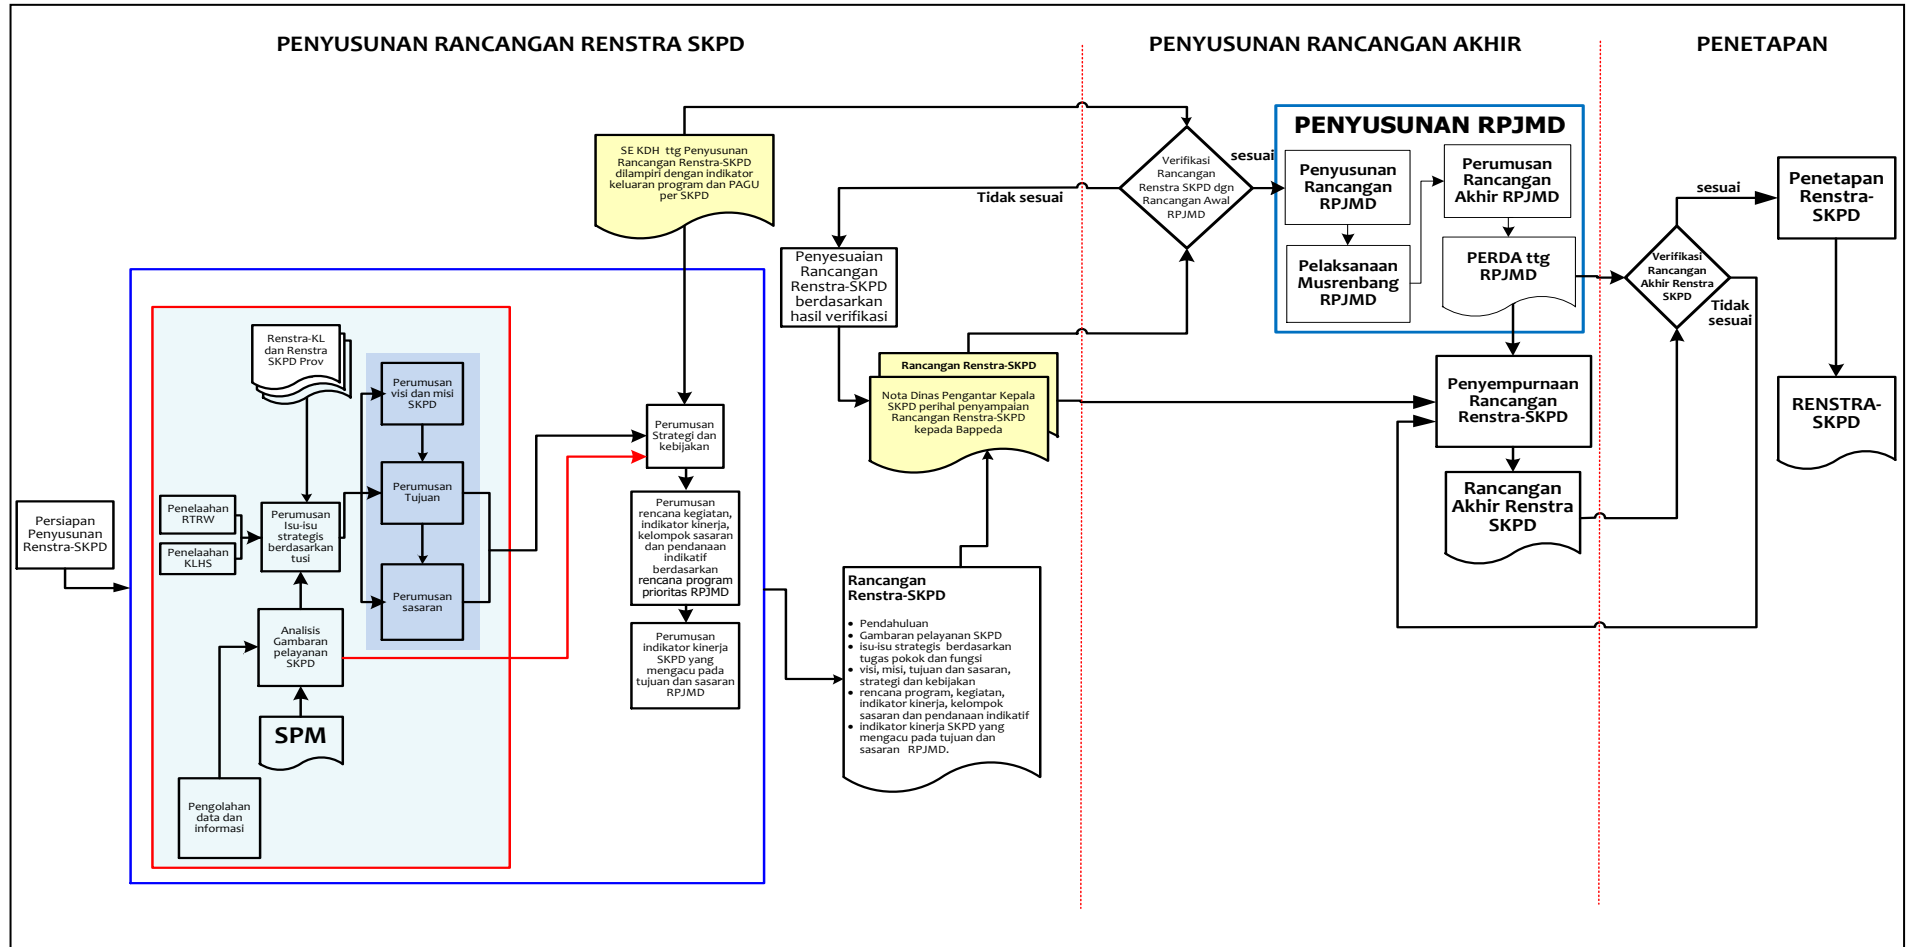 PENYUSUNAN RANCANGAN RENSTRA SKPD
PENYUSUNAN RANCANGAN AKHIR
PENETAPAN
SE KDH ttg Penyusunan
Rancangan Renstra-SKPD
dilampiri dengan indikator
keluaran program dan PAGU
per SKPD
Verifikasi
Rancangan
Renstra SKPD dgn
Rancangan Awal
RPJMD
sesuai
Tidak sesuai
PENYUSUNAN RPJMD
Penyusunan
Rancangan
RPJMD
Perumusan
Rancangan
Akhir RPJMD
Pelaksanaan
Musrenbang
RPJMD
PERDA ttg
RPJMD
sesuai
Penetapan
Renstra-
SKPD
Verifikasi
Rancangan
Akhir Renstra
SKPD
Tidak
sesuai
Penyesuaian
Rancangan
Renstra-SKPD
berdasarkan
hasil verifikasi
Renstra-KL
dan Renstra
SKPD Prov
Perumusan
visi dan misi
SKPD
Perumusan
Strategi dan
kebijakan
Rancangan Renstra-SKPD
Nota Dinas Pengantar Kepala
SKPD perihal penyampaian
Rancangan Renstra-SKPD
kepada Bappeda
Penyempurnaan
Rancangan
Renstra-SKPD
RENSTRA-
SKPD
Persiapan
Penyusunan
Renstra-SKPD
Penelaahan
RTRW
Penelaahan
KLHS
Perumusan
Isu-isu
strategis
berdasarkan
tusi
Perumusan
Tujuan
Perumusan
sasaran
Perumusan
rencana kegiatan,
indikator kinerja,
kelompok sasaran
dan pendanaan
indikatif
berdasarkan
rencana program
prioritas RPJMD
Rancangan
Akhir Renstra
SKPD
Analisis
Gambaran
pelayanan
SKPD
Perumusan
indikator kinerja
SKPD yang
mengacu pada
tujuan dan sasaran
RPJMD
Rancangan
Renstra-SKPD
• Pendahuluan
• Gambaran pelayanan SKPD
• isu-isu strategis berdasarkan
tugas pokok dan fungsi
• visi, misi, tujuan dan sasaran,
strategi dan kebijakan
• rencana program, kegiatan,
indikator kinerja, kelompok
sasaran dan pendanaan indikatif
• indikator kinerja SKPD yang
mengacu pada tujuan dan
sasaran RPJMD.
SPM
Pengolahan
data dan
informasi